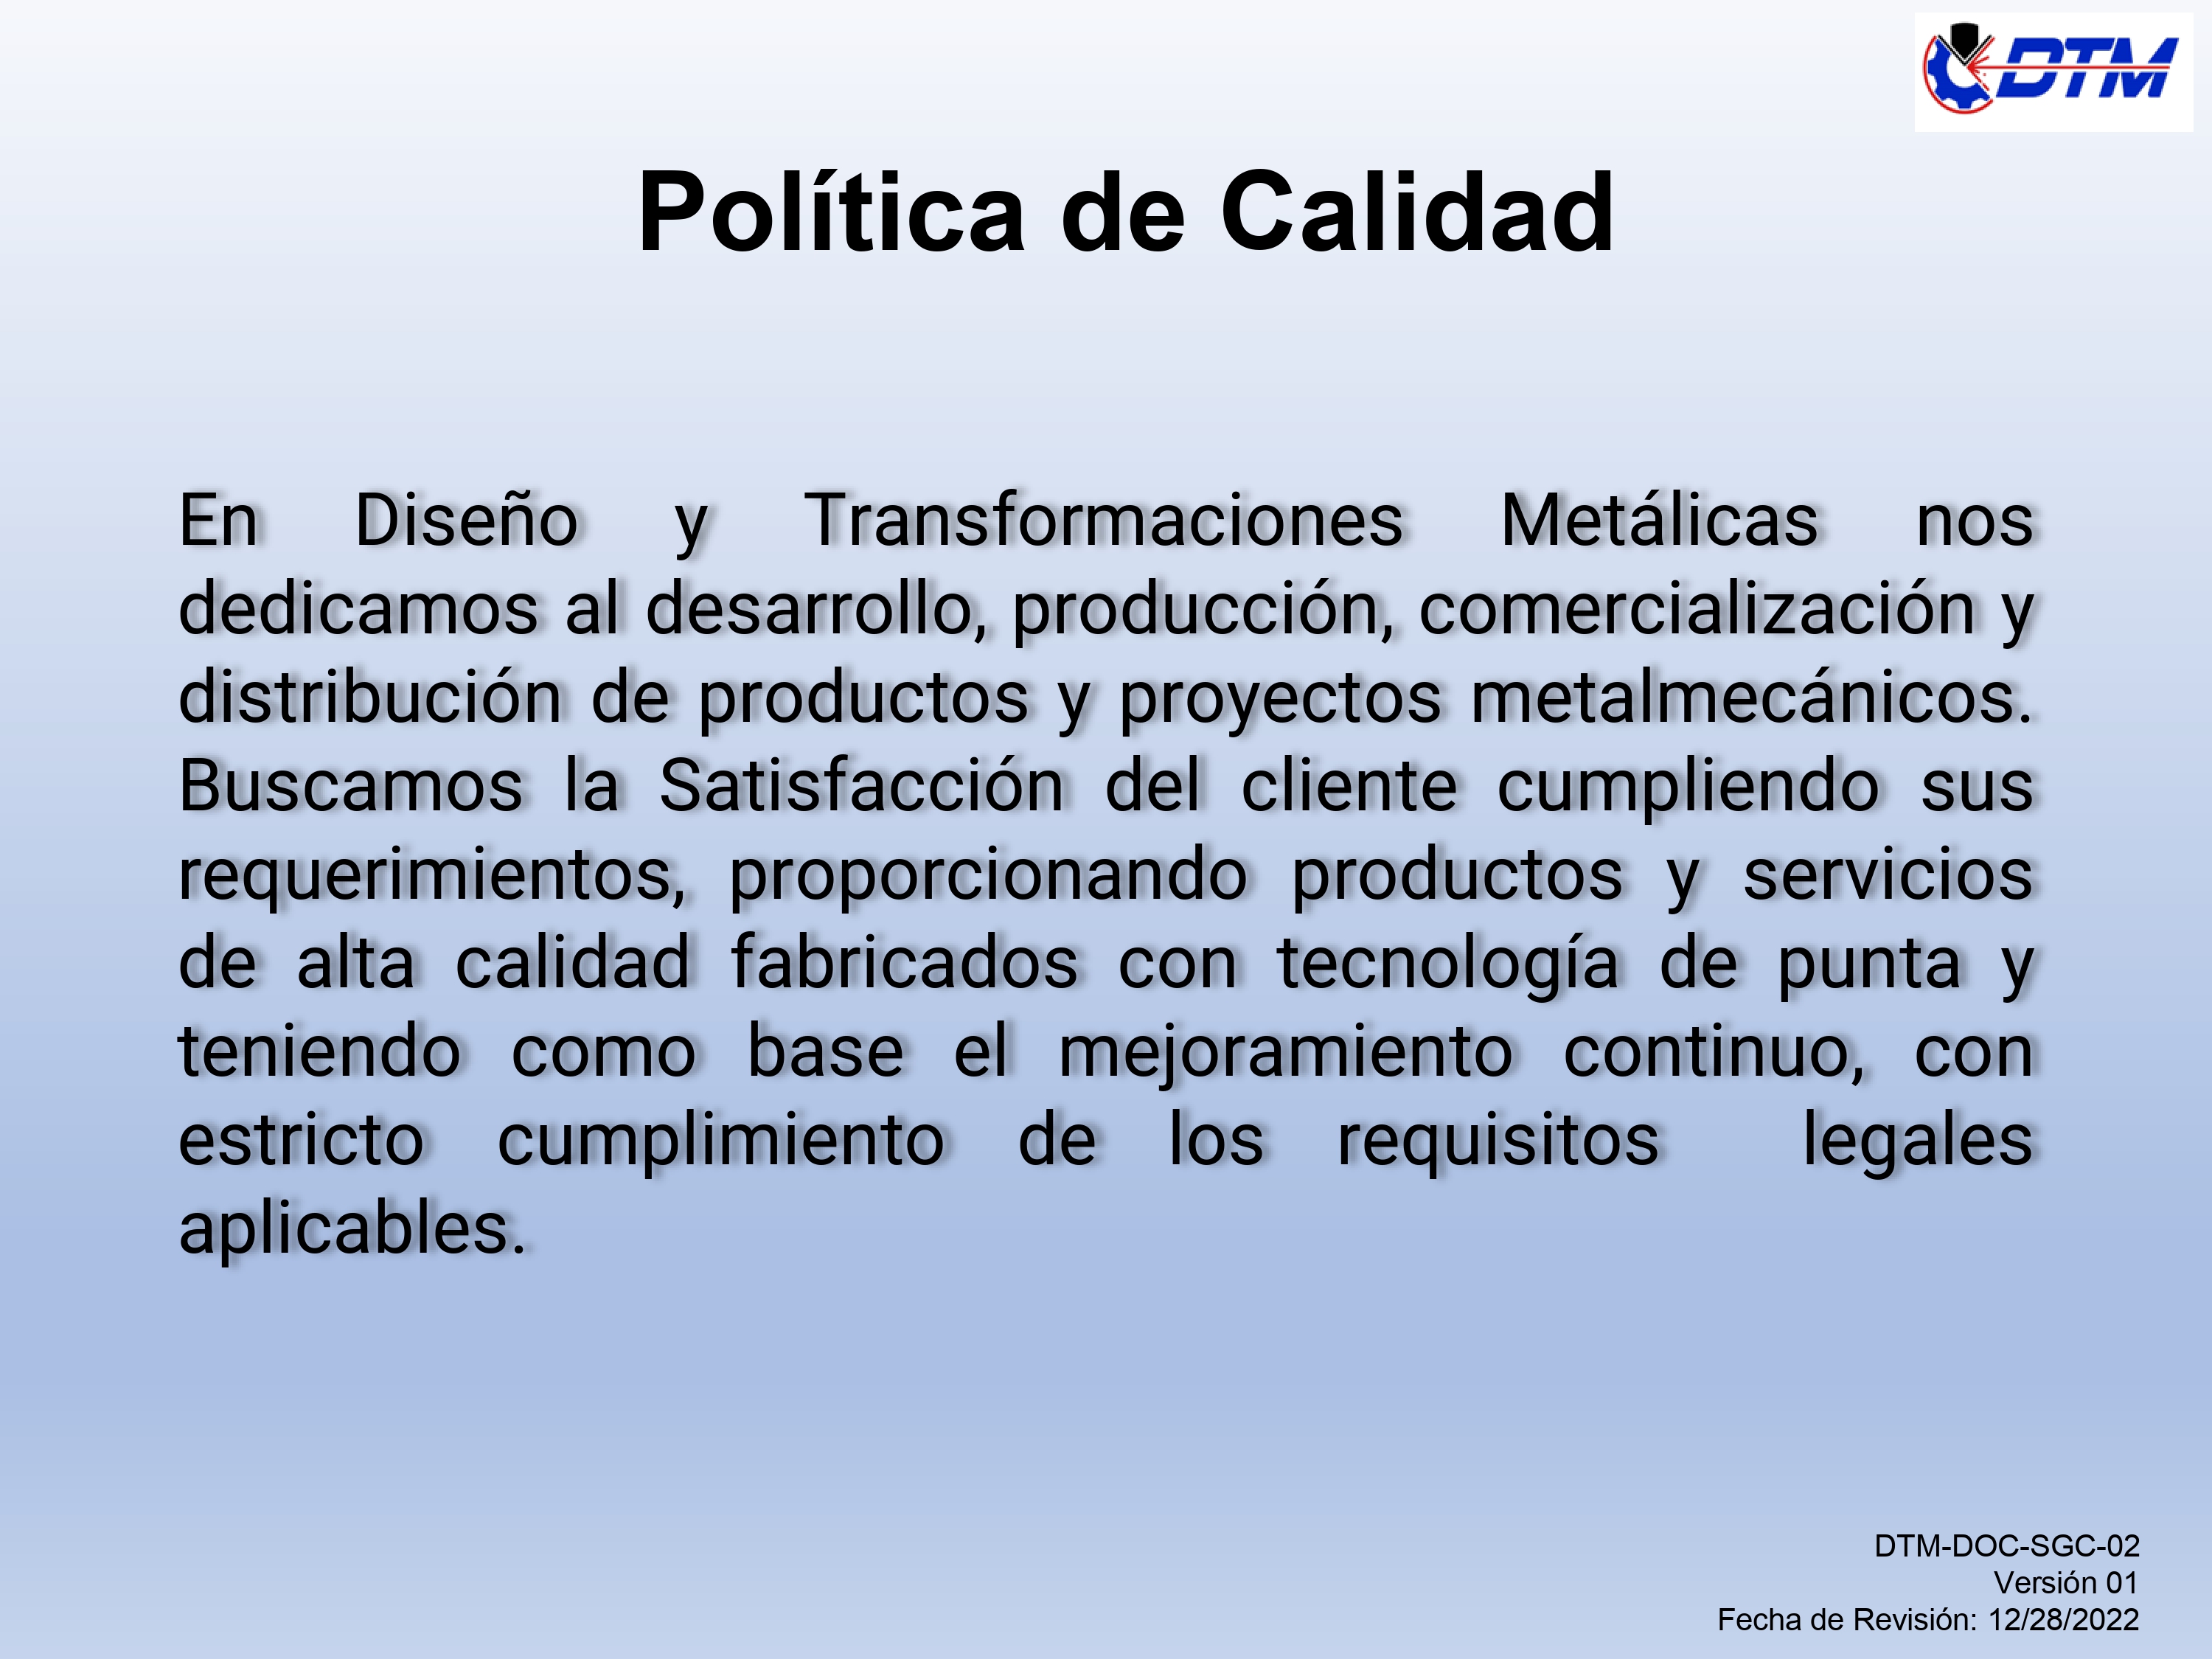 DTM
Política de Calidad
En Diseño y Transformaciones Metálicas nos
dedicamos al desarrollo, producción, comercialización y
distribución de productos y proyectos metalmecánicos.
Buscamos la Satisfacción del cliente cumpliendo sus
requerimientos, proporcionando productos y servicios
de alta calidad fabricados con tecnología de punta y
teniendo como base el mejoramiento continuo, con
estricto cumplimiento de los requisitos legales
aplicables.
DTM-DOC-SGC-02
Versión 01
Fecha de Revisión: 12/28/2022